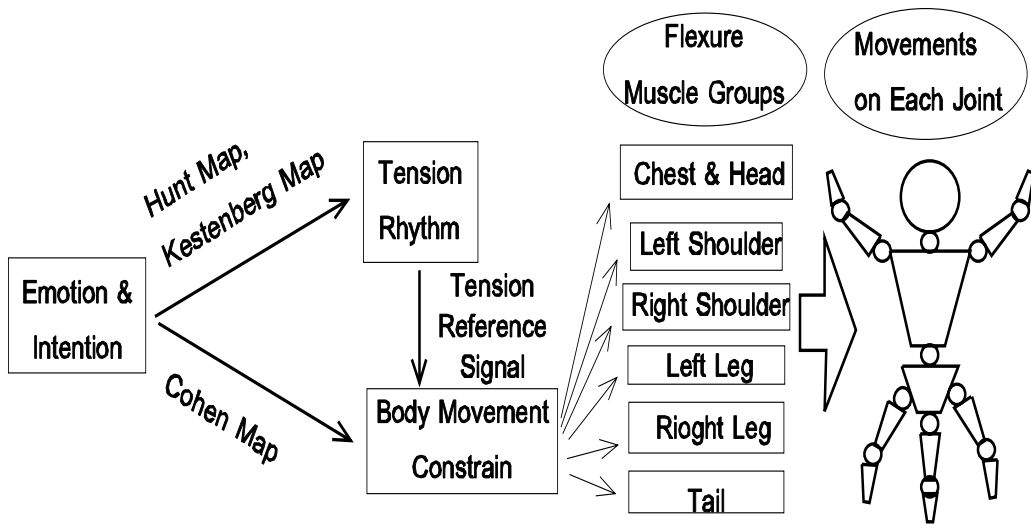 Emotion &
Intention
Hunt Map,
Kestenberg Map
Cohen Map
Tension
Rhythm
Tension
Reference
Signal
Body Movement
Constrain
Flexure
Muscle Groups
Chest & Head
Left Shoulder
Right Shoulder
Left Leg
Rioght Leg
Tail
Movements
on Each Joint